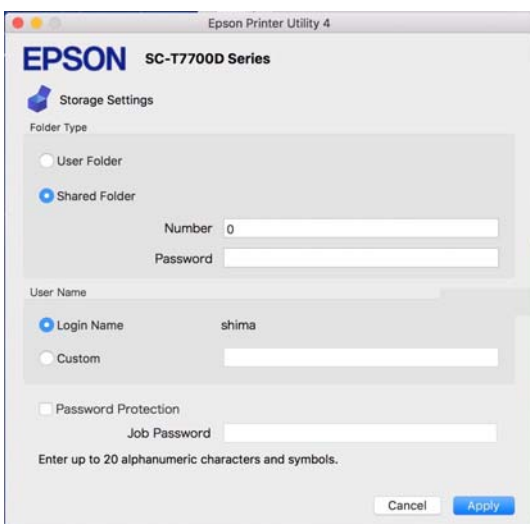 Epson Printer Utility 4
EPSON SC-T7700D Series
Storage Settings
Folder Type
User Folder
Shared Folder
Number 0
Password
User Name
Login Name shima
Custom
Password Protection
Job Password
Enter up to 20 alphanumeric characters and symbols.
Cancel Apply